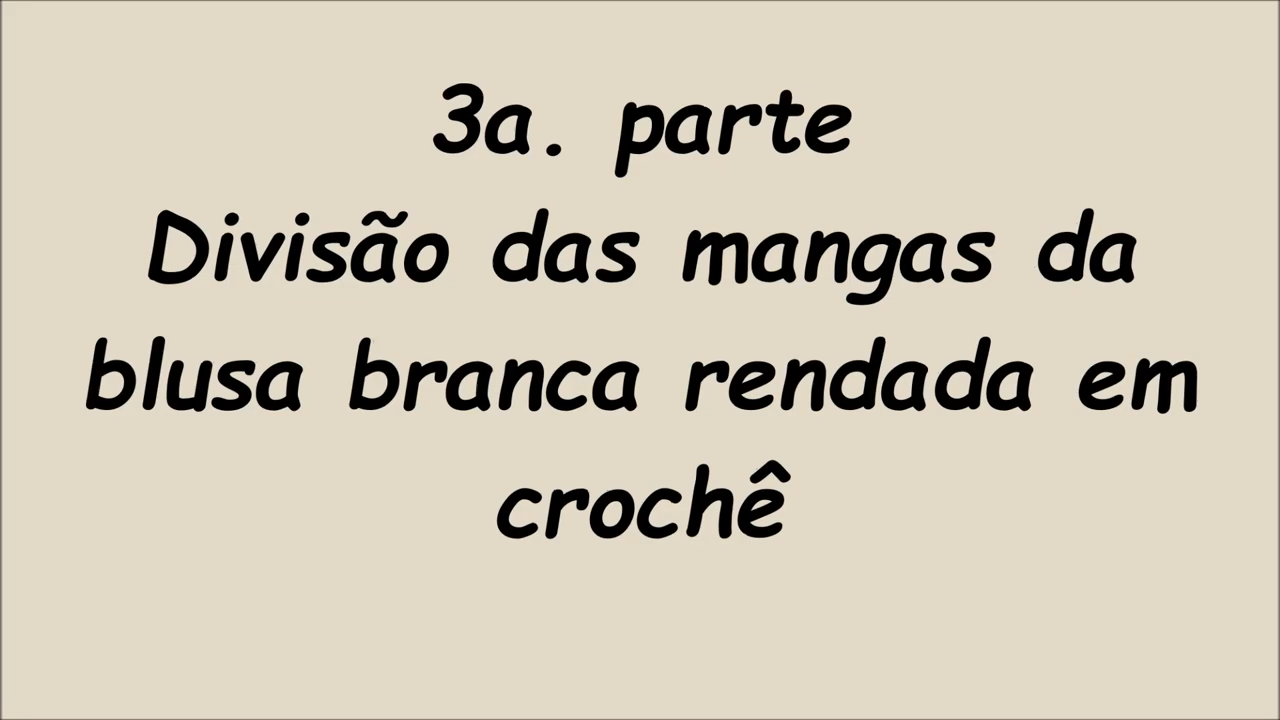 3a. parte
Divisão das mangas da
blusa branca rendada em
crochê